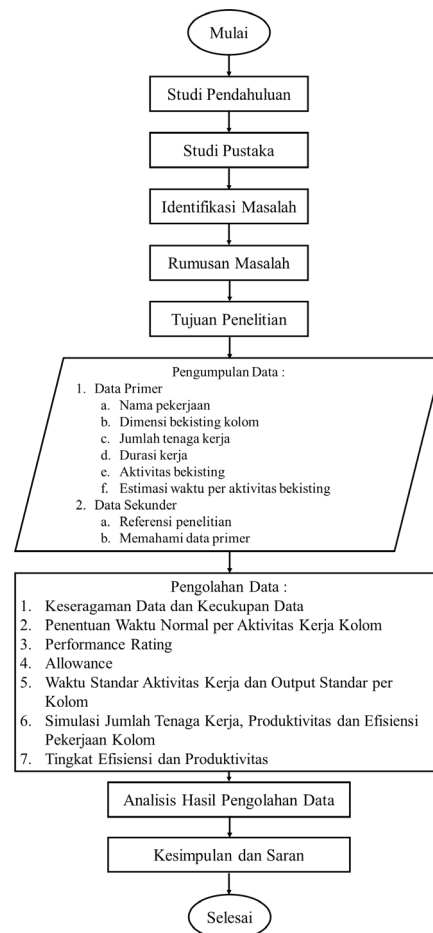 Mulai
Studi Pendahuluan
Studi Pustaka
Identifikasi Masalah
Rumusan Masalah
Tujuan Penelitian
Pengumpulan Data :
1. Data Primer
a. Nama pekerjaan
b. Dimensi bekisting kolom
c. Jumlah tenaga kerja
d. Durasi kerja
e. Aktivitas bekisting
f. Estimasi waktu per aktivitas bekisting
2. Data Sekunder
a. Referensi penelitian
b. Memahami data primer
Pengolahan Data :
1. Keseragaman Data dan Kecukupan Data
2. Penentuan Waktu Normal per Aktivitas Kerja Kolom
3. Performance Rating
4. Allowance
5. Waktu Standar Aktivitas Kerja dan Output Standar per
Kolom
6. Simulasi Jumlah Tenaga Kerja, Produktivitas dan Efisiensi
Pekerjaan Kolom
7. Tingkat Efisiensi dan Produktivitas
Analisis Hasil Pengolahan Data
Kesimpulan dan Saran
Selesai